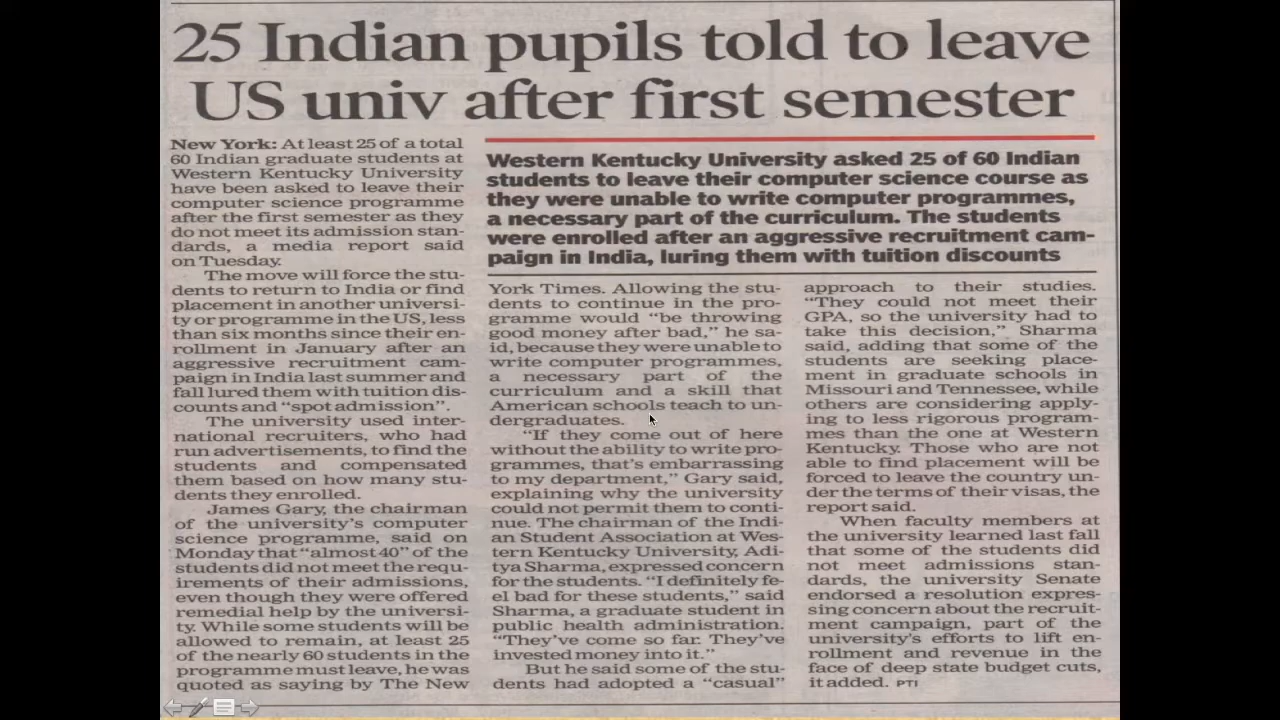 25 Indian pupils told to leave
US univ after first semester
New York: At least 25 of a total
60 Indian graduate students at
Western Kentucky University
have been asked to leave their
computer science programme
after the first semester as they
do not meet its admission stan-
dards, a media report said
on Tuesday.
The move will force the stu-
dents to return to India or find
placement in another universi-
ty or programme in the US, less
than six months since their en-
rollment in January after an
aggressive recruitment cam-
paign in India last summer and
fall lured them with tuition dis-
counts and “spot admission”.
The university used inter-
national recruiters, who had
run advertisements, to find the
students and compensated
them based on how many stu-
dents they enrolled.
James Gary, the chairman
of the university’s computer
science programme, said on
Monday that “almost 40” of the
students did not meet the requ-
irements of their admissions,
even though they were offered
remedial help by the universi-
ty. While some students will be
allowed to remain, at least 25
of the nearly 60 students in the
programme must leave, he was
quoted as saying by The New
Western Kentucky University asked 25 of 60 Indian
students to leave their computer science course as
they were unable to write computer programmes,
a necessary part of the curriculum. The students
were enrolled after an aggressive recruitment cam-
paign in India, luring them with tuition discounts
York Times. Allowing the stu-
dents to continue in the pro-
gramme would “be throwing
good money after bad,” he sa-
id, because they were unable to
write computer programmes,
a necessary part of the
curriculum and a skill that
American schools teach to un-
dergraduates.
“If they come out of here
without the ability to write pro-
grammes, that’s embarrassing
to my department,” Gary said,
explaining why the university
could not permit them to conti-
nue. The chairman of the Indi-
an Student Association at Wes-
tern Kentucky University, Adi-
tya Sharma, expressed concern
for the students. “I definitely fe-
el bad for these students,” said
Sharma, a graduate student in
public health administration.
“They’ve come so far. They’ve
invested money into it.”
But he said some of the stu-
dents had adopted a “casual”
approach to their studies.
“They could not meet their
GPA, so the university had to
take this decision,” Sharma
said, adding that some of the
students are seeking place-
ment in graduate schools in
Missouri and Tennessee, while
others are considering apply-
ing to less rigorous program-
mes than the one at Western
Kentucky. Those who are not
able to find placement will be
forced to leave the country un-
der the terms of their visas, the
report said.
When faculty members at
the university learned last fall
that some of the students did
not meet admissions stan-
dards, the university Senate
endorsed a resolution expres-
sing concern about the recruit-
ment campaign, part of the
university’s efforts to lift en-
rollment and revenue in the
face of deep state budget cuts,
it added. PTI